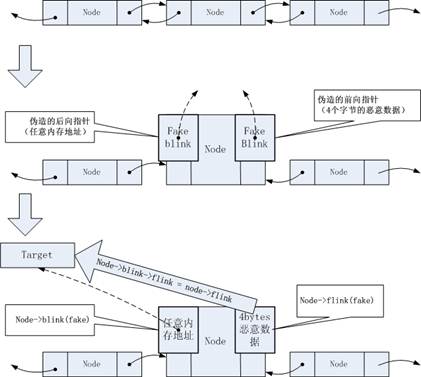 Node
Node
Node
伪造的后向指针
（任意内存地址）
伪造的前向指针
（4个字节的恶意数据）
Fake
blink
Fake
Blink
Node
Node
Node
Target
Node->blink->flink = node->flink
Node->blink(fake)
Node->flink(fake)
任意内
存地址
4bytes
恶意数
据
Node
Node
Node